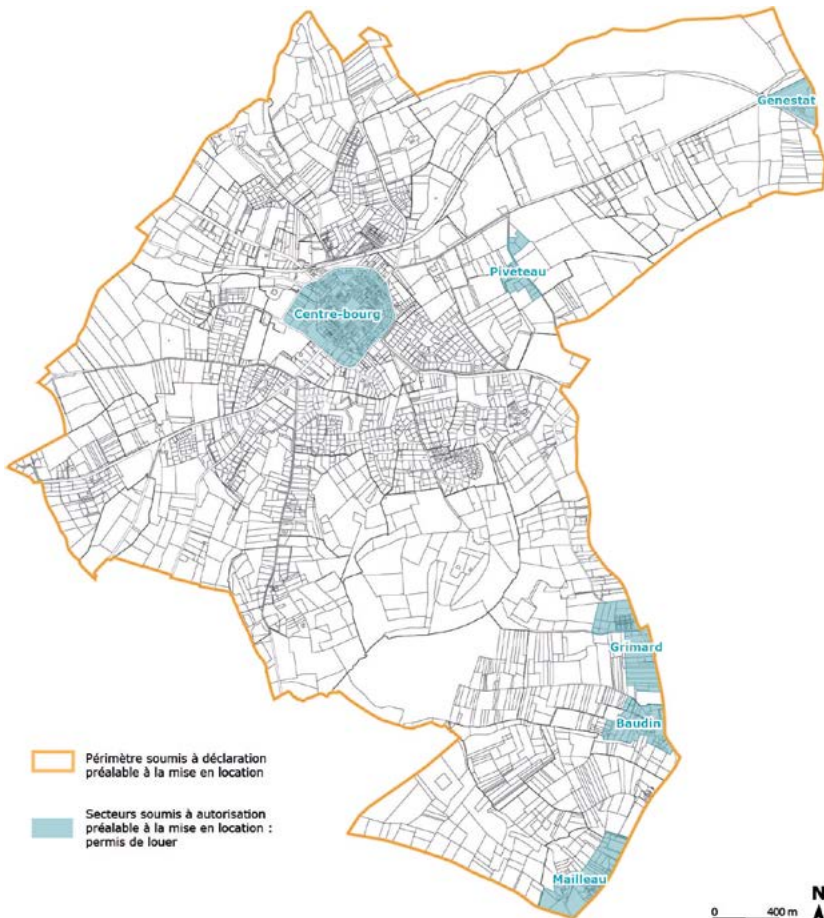 Genestat
Piveteau
Centre-bourg
Grimard
Baudin
Périmètre soumis à déclaration
préalable à la mise en location
Secteurs soumis à autorisation
préalable à la mise en location :
permis de louer
Mailleau
N
0 400 m